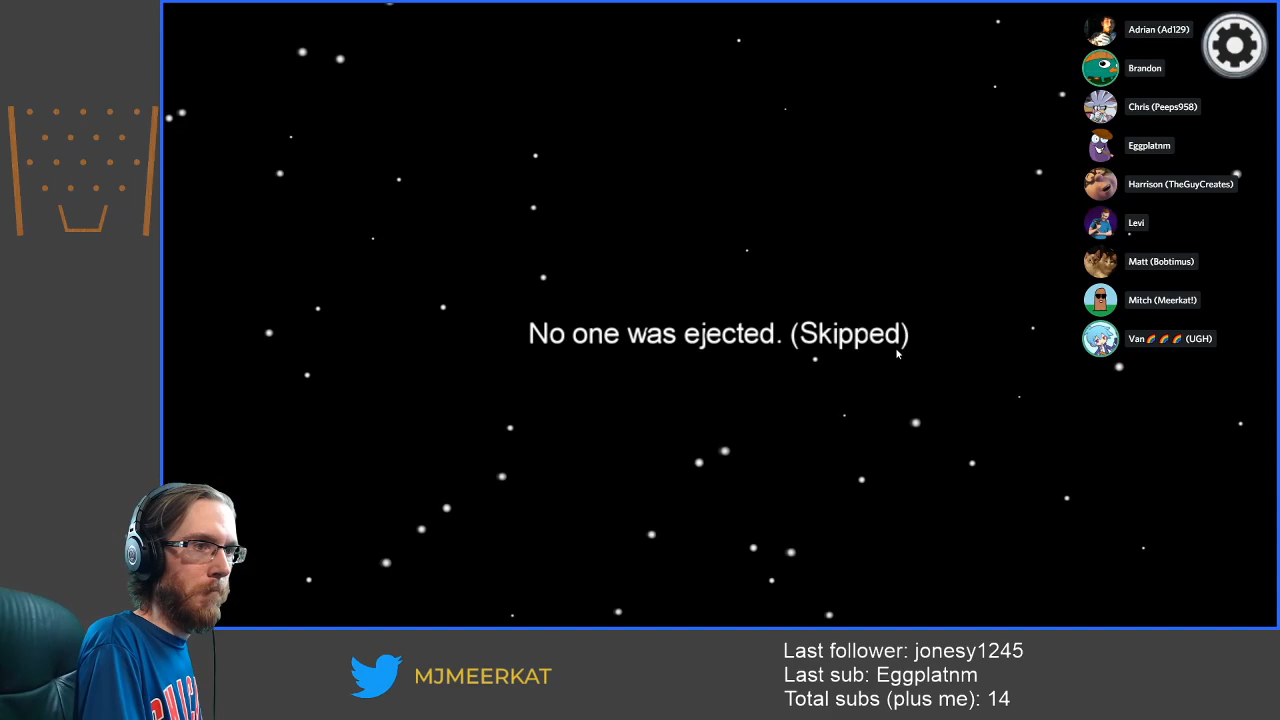 Adrian (Ad129)
Brandon
Chris (Peeps958)
Eggplatnm
Harrison (TheGuyCreates)
Levi
Matt (Bobtimus)
Mitch (Meerkat!)
Van🌈🌈🌈 (UGH)
No one was ejected. (Skipped)
MJMEERKAT
Last follower: jonesy1245
Last sub: Eggplatnm
Total subs (plus me): 14